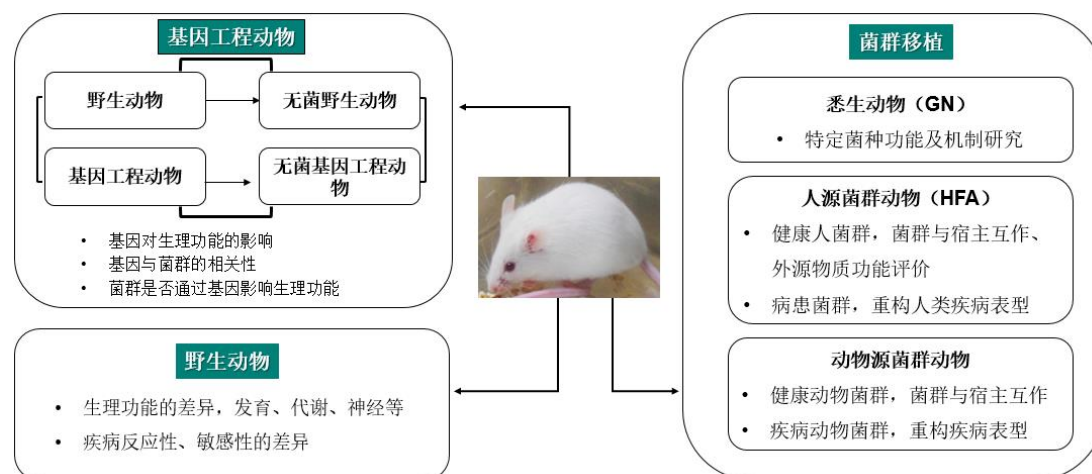 基因工程动物
野生动物
无菌野生动物
基因工程动物
无菌基因工程动
物
• 基因对生理功能的影响
• 基因与菌群的相关性
• 菌群是否通过基因影响生理功能
野生动物
• 生理功能的差异，发育、代谢、神经等
• 疾病反应性、敏感性的差异
菌群移植
悉生动物（GN）
• 特定菌种功能及机制研究
人源菌群动物（HFA）
• 健康人菌群，菌群与宿主互作、
外源物质功能评价
• 病患菌群，重构人类疾病表型
动物源菌群动物
• 健康动物菌群，菌群与宿主互作
• 疾病动物菌群，重构疾病表型